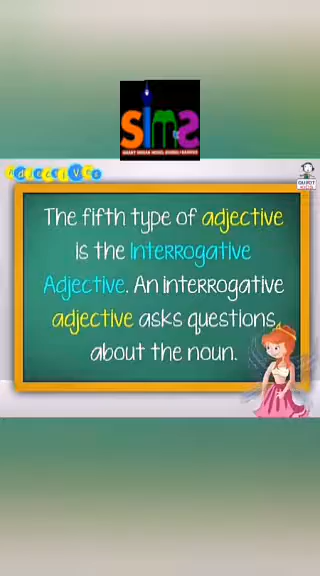 SIMS
Adjectives
The fifth type of adjective
is the Interrogative
Adjective. An interrogative
adjective asks questions
about the noun.